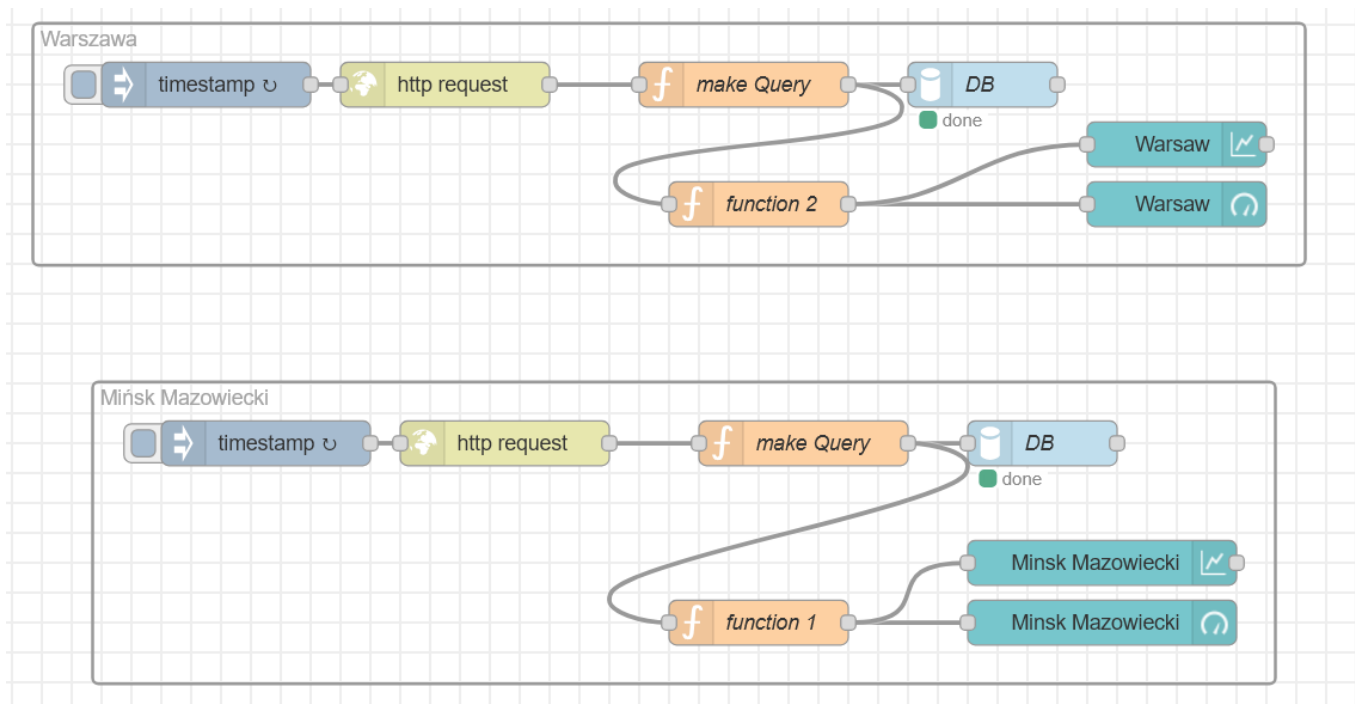 Warszawa
timestamp ↻
http request
make Query
DB
done
Warsaw
function 2
Warsaw
Mińsk Mazowiecki
timestamp ↻
http request
make Query
DB
done
Minsk Mazowiecki
function 1
Minsk Mazowiecki